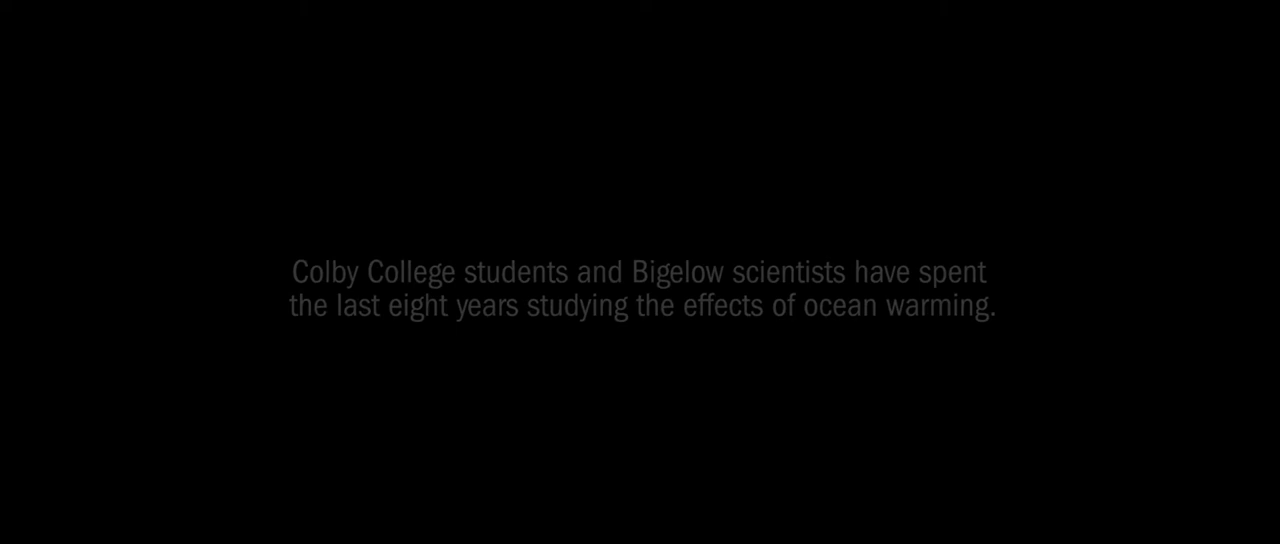 Colby College students and Bigelow scientists have spent
the last eight years studying the effects of ocean warming.